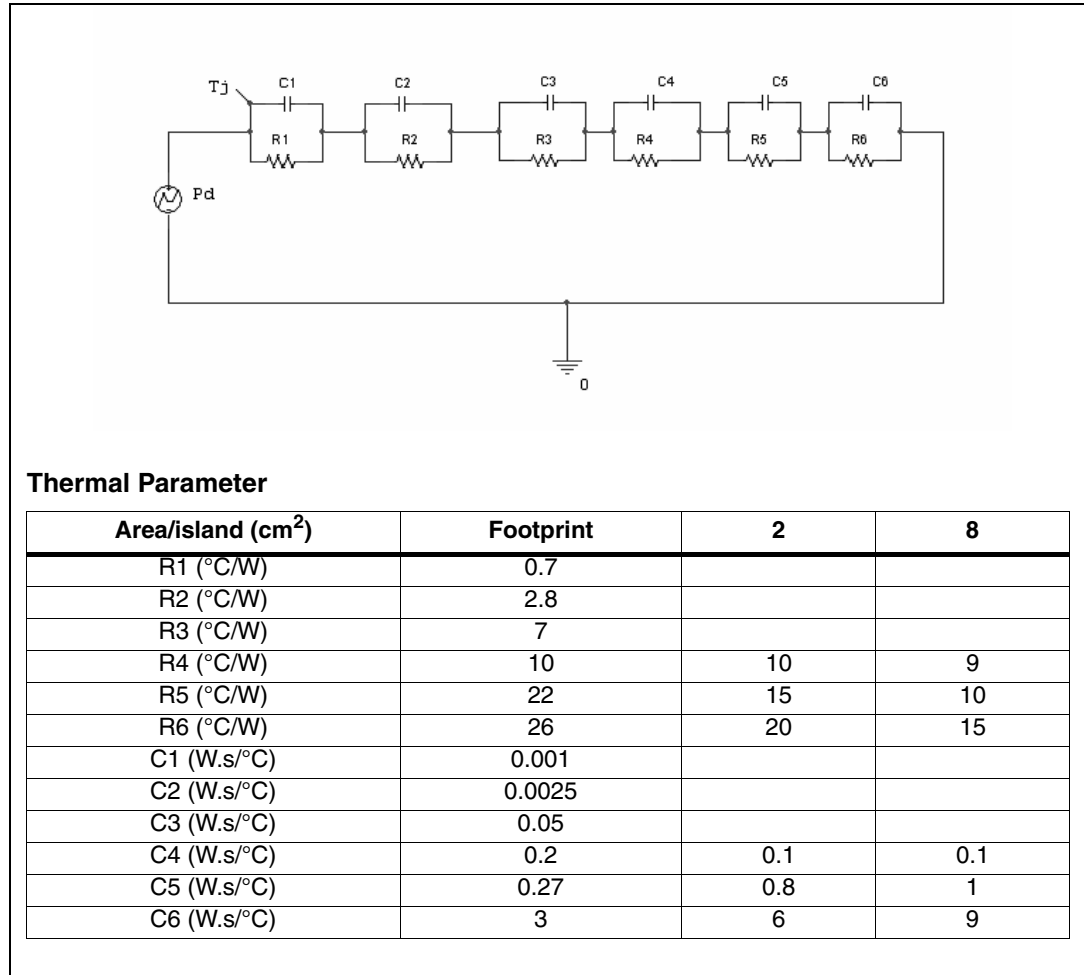 Tj C1 C2 C3 C4 C5 C6
R1 R2 R3 R4 R5 R6
Pd
0
Thermal Parameter
Area/island (cm²) Footprint 2 8
R1 (°C/W) 0.7
R2 (°C/W) 2.8
R3 (°C/W) 7
R4 (°C/W) 10 10 9
R5 (°C/W) 22 15 10
R6 (°C/W) 26 20 15
C1 (W.s/°C) 0.001
C2 (W.s/°C) 0.0025
C3 (W.s/°C) 0.05
C4 (W.s/°C) 0.2 0.1 0.1
C5 (W.s/°C) 0.27 0.8 1
C6 (W.s/°C) 3 6 9